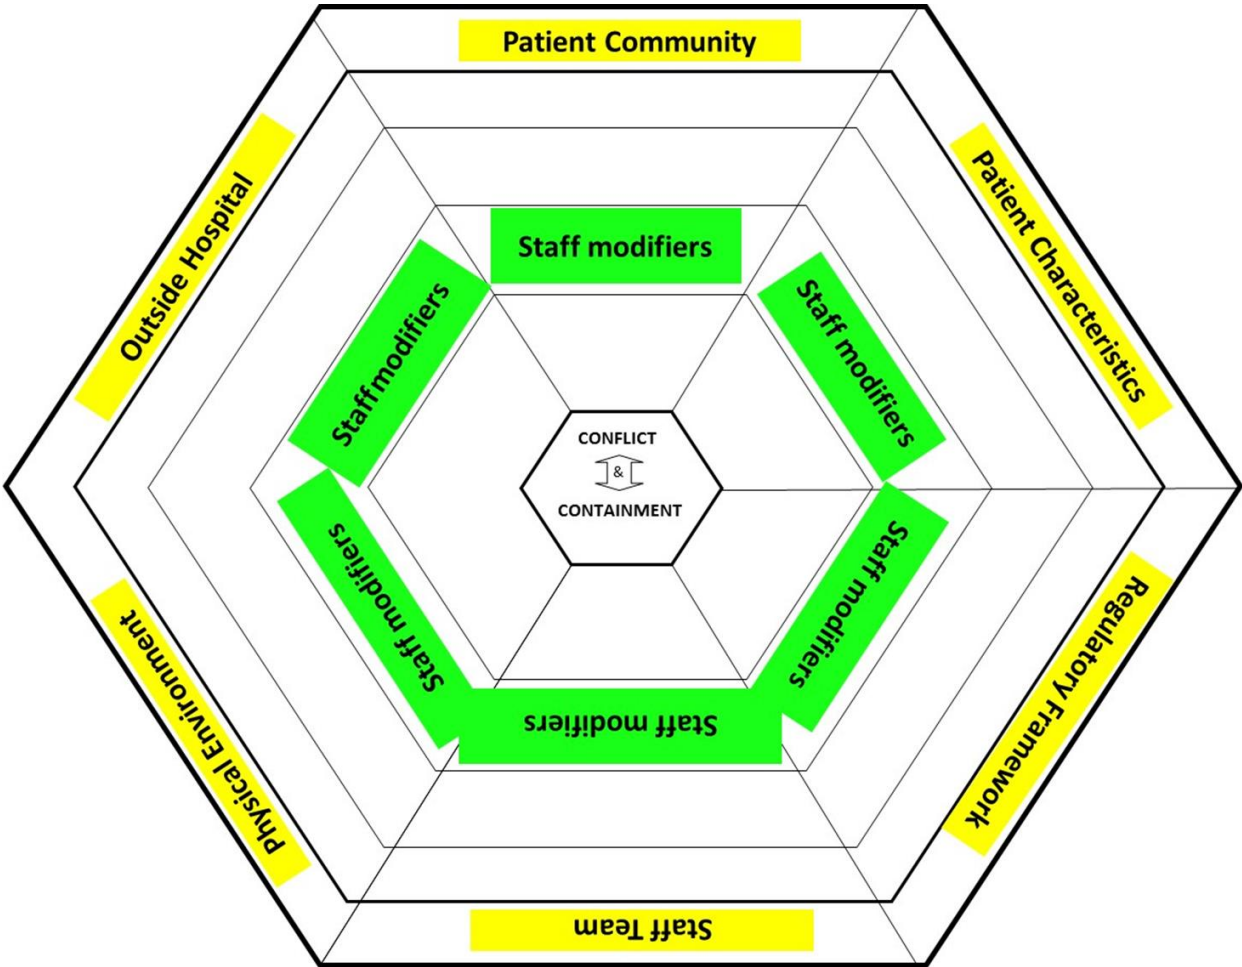 Patient Community
Outside Hospital
Patient Characteristics
Staff modifiers
Staff modifiers
Staff modifiers
CONFLICT
&
CONTAINMENT
Staff modifiers
Staff modifiers
Staff modifiers
Physical Environment
Regulatory Framework
Staff Team